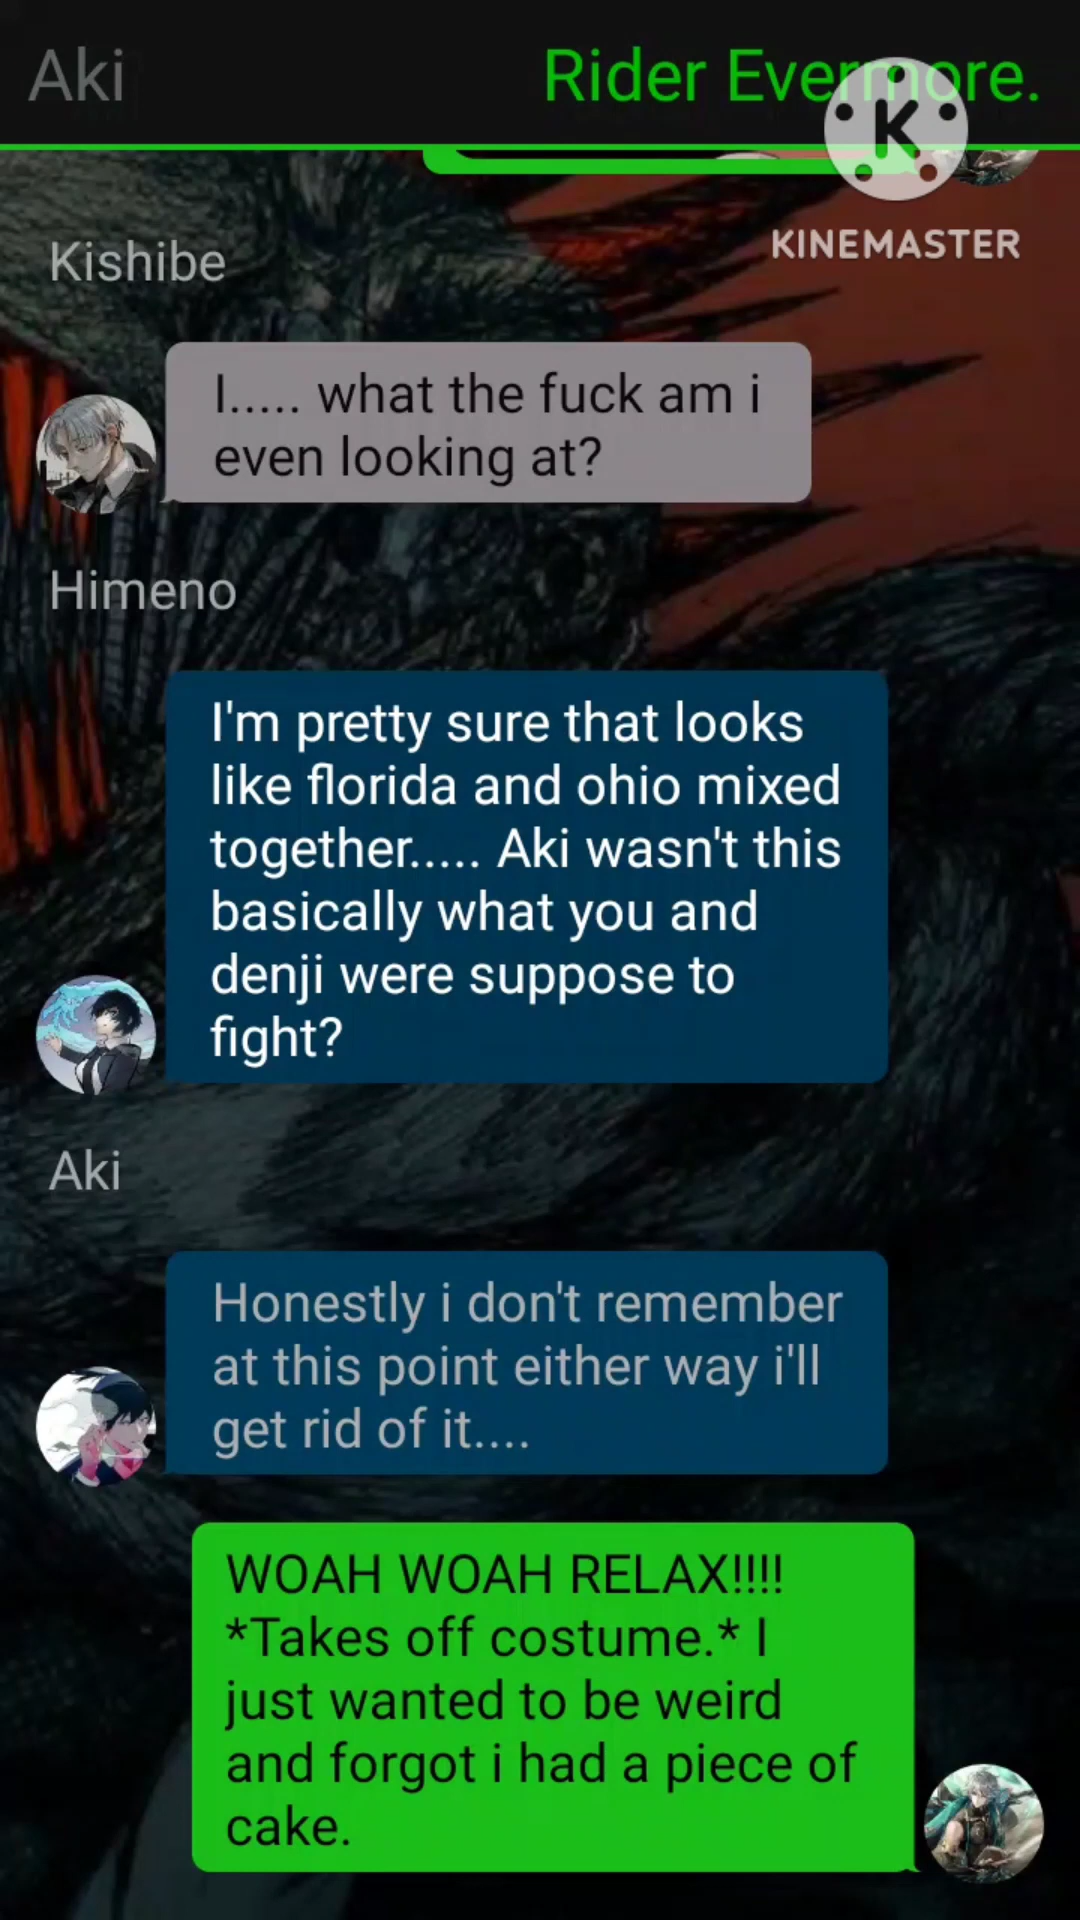 Aki
Rider Evermore.
K
KINEMASTER
Kishibe
I..... what the fuck am i
even looking at?
Himeno
I'm pretty sure that looks
like florida and ohio mixed
together..... Aki wasn't this
basically what you and
denji were suppose to
fight?
Aki
Honestly i don't remember
at this point either way i'll
get rid of it....
WOAH WOAH RELAX!!!!
*Takes off costume.* I
just wanted to be weird
and forgot i had a piece of
cake.